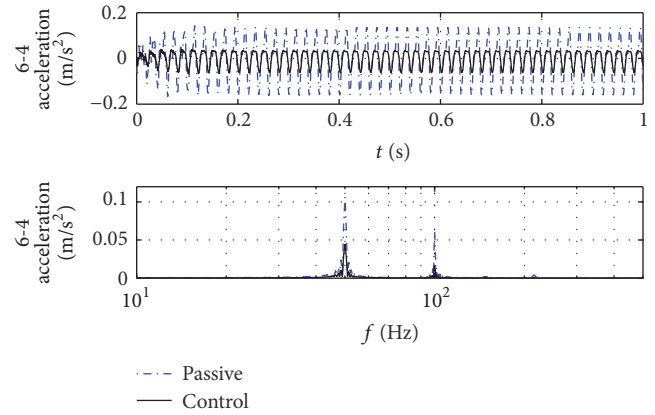 6-4
acceleration
(m/s²)
0.2
0
−0.2
0
0.2
0.4
0.6
0.8
1
t (s)
6-4
acceleration
(m/s²)
0.1
0.05
0
10¹
10²
f (Hz)
Passive
Control